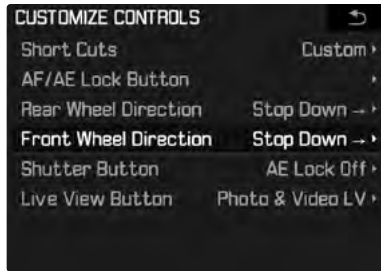 CUSTOMIZE CONTROLS
Short Cuts Custom
AF/AE Lock Button
Rear Wheel Direction Stop Down →
Front Wheel Direction Stop Down →
Shutter Button AE Lock Off
Live View Button Photo & Video LV